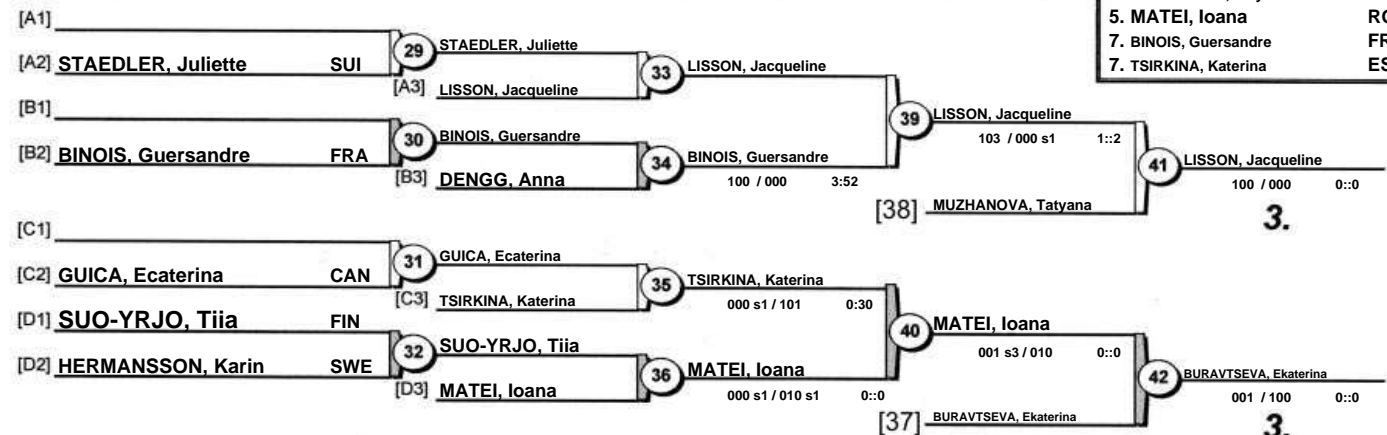 5. MATEI, Ioana
7. BINOIS, Guersandre FR
7. TSIRKINA, Katerina ES
[A1]
[A2] STAEDLER, Juliette SUI
29
STAEDLER, Juliette
[A3] LISSON, Jacqueline
33
LISSON, Jacqueline
[B1]
[B2] BINOIS, Guersandre FRA
30
BINOIS, Guersandre
[B3] DENGG, Anna
34
BINOIS, Guersandre
100 / 000 3:52
39
LISSON, Jacqueline
103 / 000 s1 1::2
[38] MUZHANOVA, Tatyana
41
LISSON, Jacqueline
100 / 000 0::0
3.
[C1]
[C2] GUICA, Ecaterina CAN
31
GUICA, Ecaterina
[C3] TSIRKINA, Katerina
35
TSIRKINA, Katerina
000 s1 / 101 0:30
[D1] SUO-YRJO, Tiia FIN
[D2] HERMANSSON, Karin SWE
32
SUO-YRJO, Tiia
[D3] MATEI, Ioana
36
MATEI, Ioana
000 s1 / 010 s1 0::0
40
MATEI, Ioana
001 s3 / 010 0::0
[37] BURAVTSEVA, Ekaterina
42
BURAVTSEVA, Ekaterina
001 / 100 0::0
3.